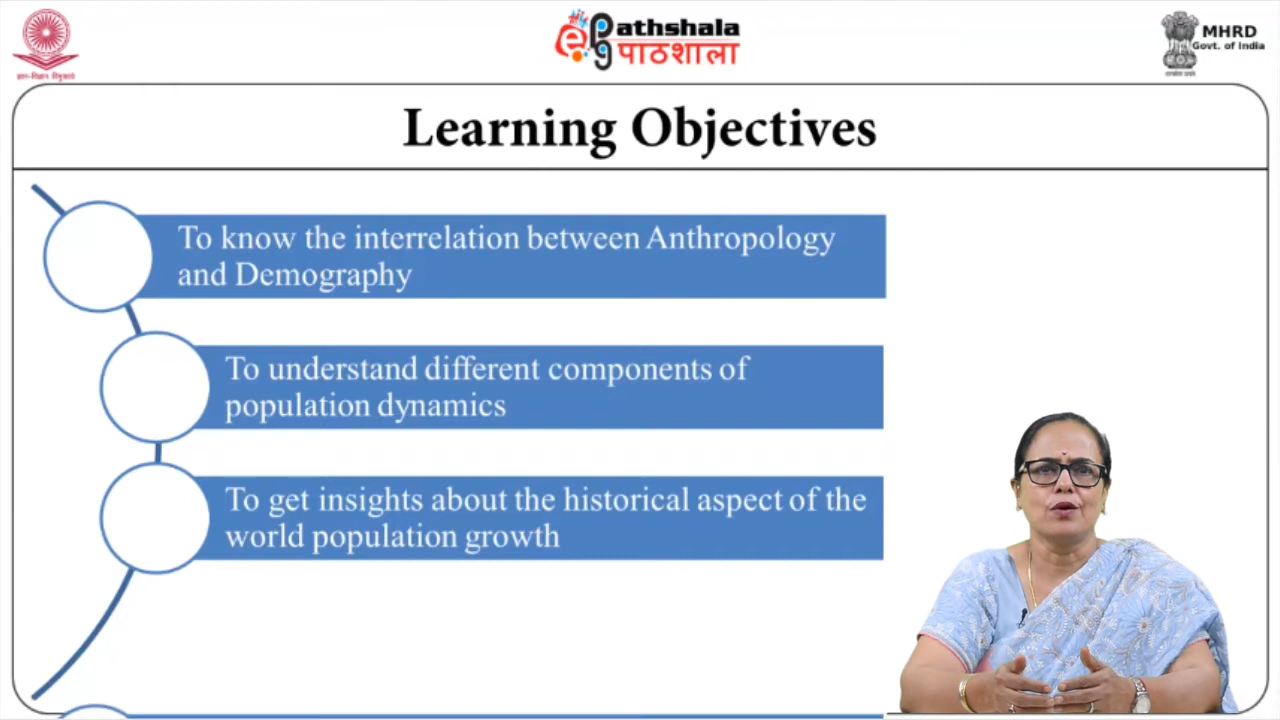 athshala
पाठशाला
MHRD
Govt. of India
Learning Objectives
To know the interrelation between Anthropology
and Demography
To understand different components of
population dynamics
To get insights about the historical aspect of the
world population growth